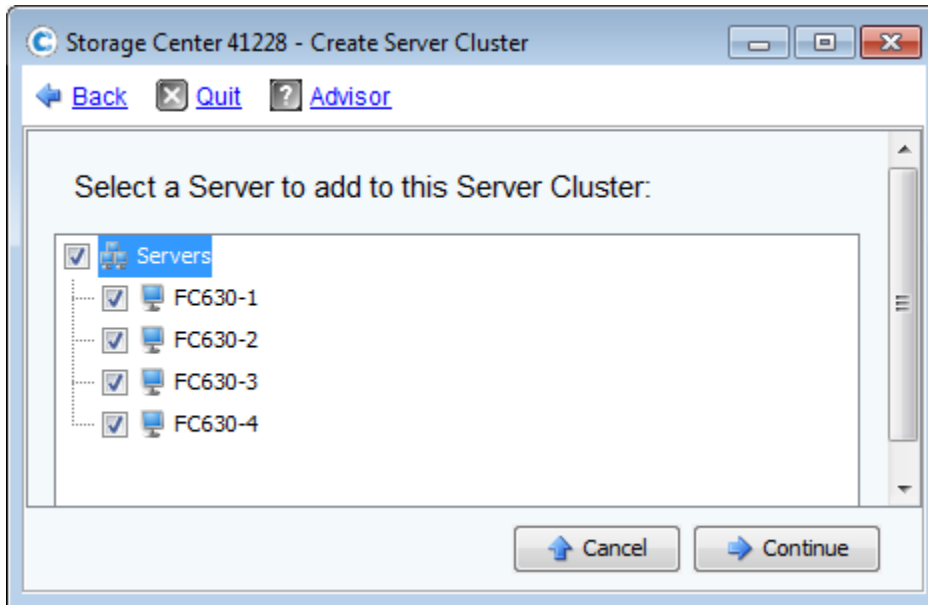 Storage Center 41228 - Create Server Cluster
Back Quit Advisor
Select a Server to add to this Server Cluster:
Servers
FC630-1
FC630-2
FC630-3
FC630-4
Cancel Continue